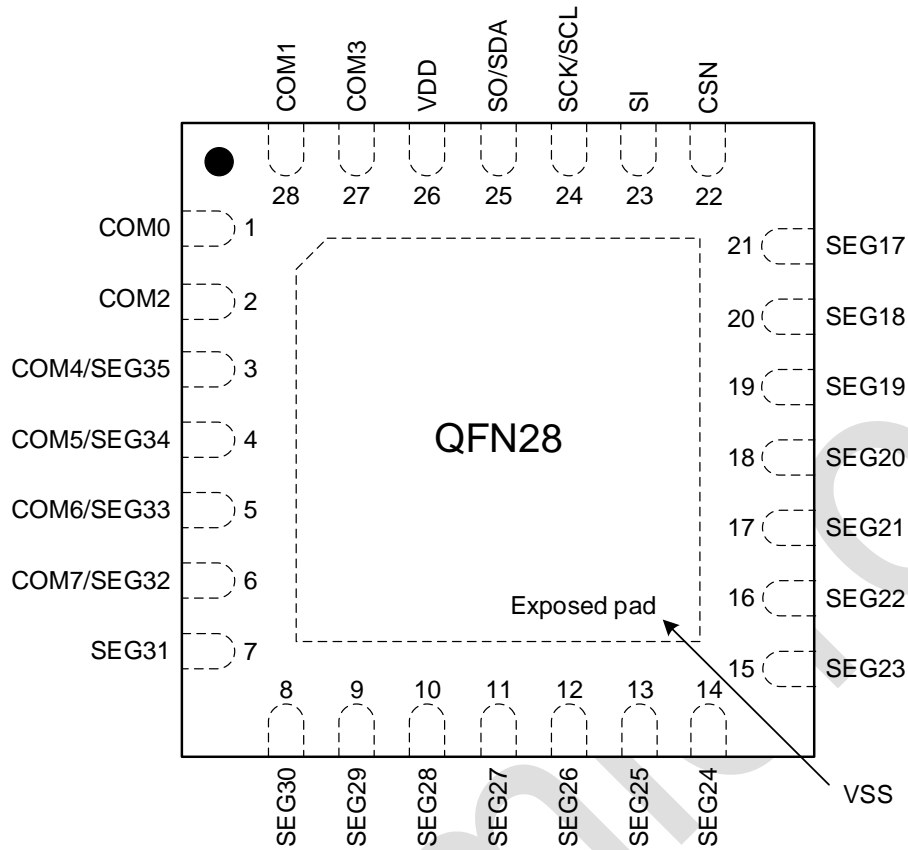 COM1 COM3 VDD SO/SDA SCK/SCL SI CSN
28 27 26 25 24 23 22
COM0 1
COM2 2
COM4/SEG35 3
COM5/SEG34 4
COM6/SEG33 5
COM7/SEG32 6
SEG31 7
21 SEG17
20 SEG18
19 SEG19
18 SEG20
17 SEG21
16 SEG22
15 SEG23
QFN28
Exposed pad
8 9 10 11 12 13 14
SEG30 SEG29 SEG28 SEG27 SEG26 SEG25 SEG24
VSS